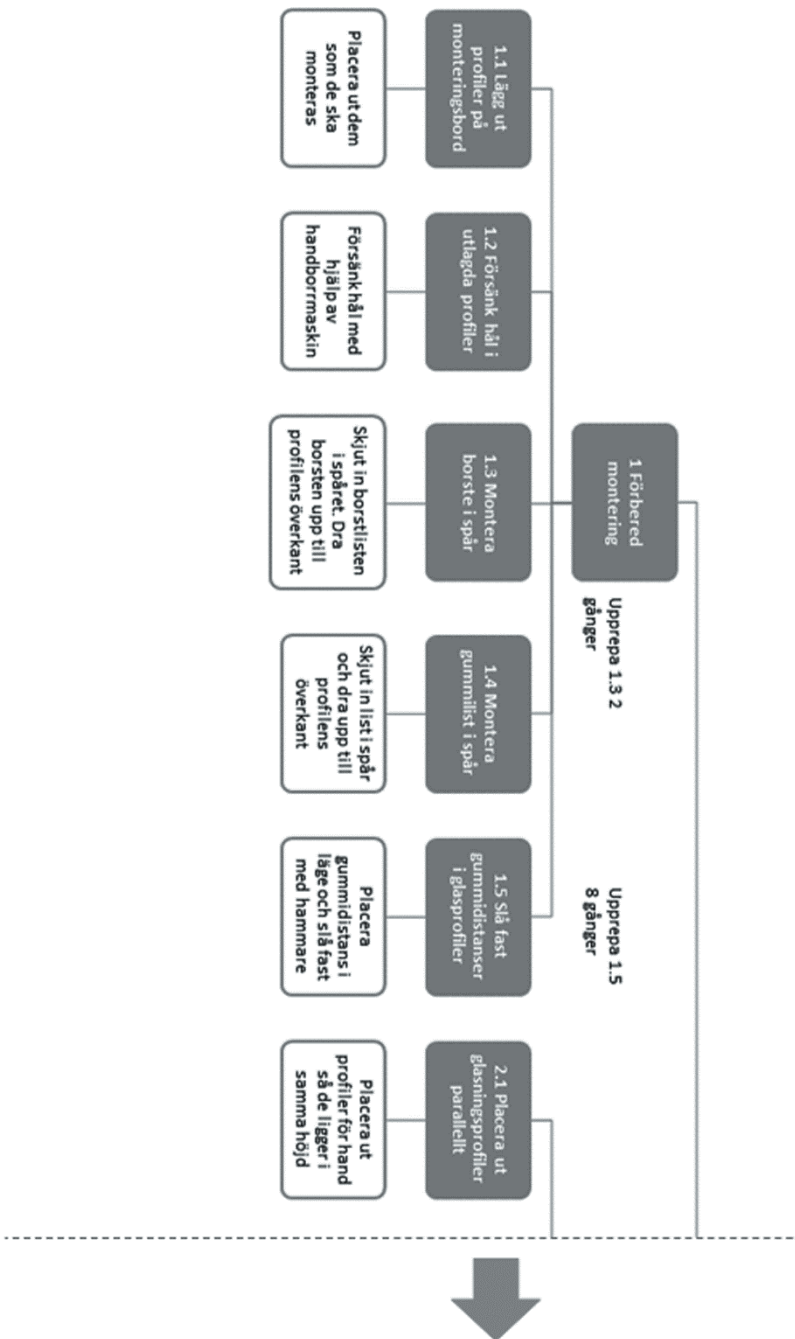 1 Förbered
montering
Upprepa 1.3 2
gånger
Upprepa 1.5
8 gånger
1.1 Lägg ut
profiler på
monteringsbord
1.2 Försänk hål i
utlagda profiler
1.3 Montera
borste i spår
1.4 Montera
gummilist i spår
1.5 Slå fast
gummidistanser
i glasprofiler
2.1 Placera ut
glasningsprofiler
parallellt
Placera ut dem
som de ska
monteras
Försänk hål med
hjälp av
handborrmaskin
Skjut in borstlisten
i spåret. Dra
borsten upp till
profilens överkant
Skjut in list i spår
och dra upp till
profilens
överkant
Placera
gummidistans i
läge och slå fast
med hammare
Placera ut
profiler för hand
så de ligger i
samma höjd